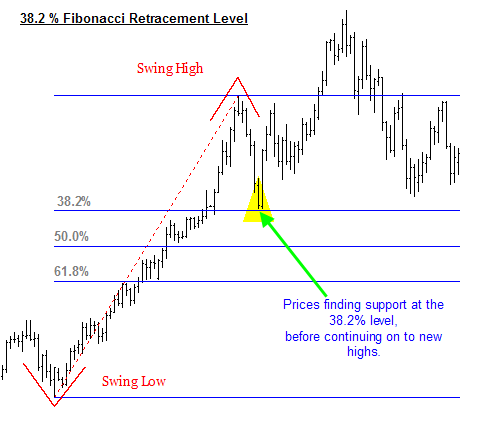 38.2 % Fibonacci Retracement Level
Swing High
38.2%
50.0%
61.8%
Prices finding support at the
38.2% level,
before continuing on to new
highs.
Swing Low